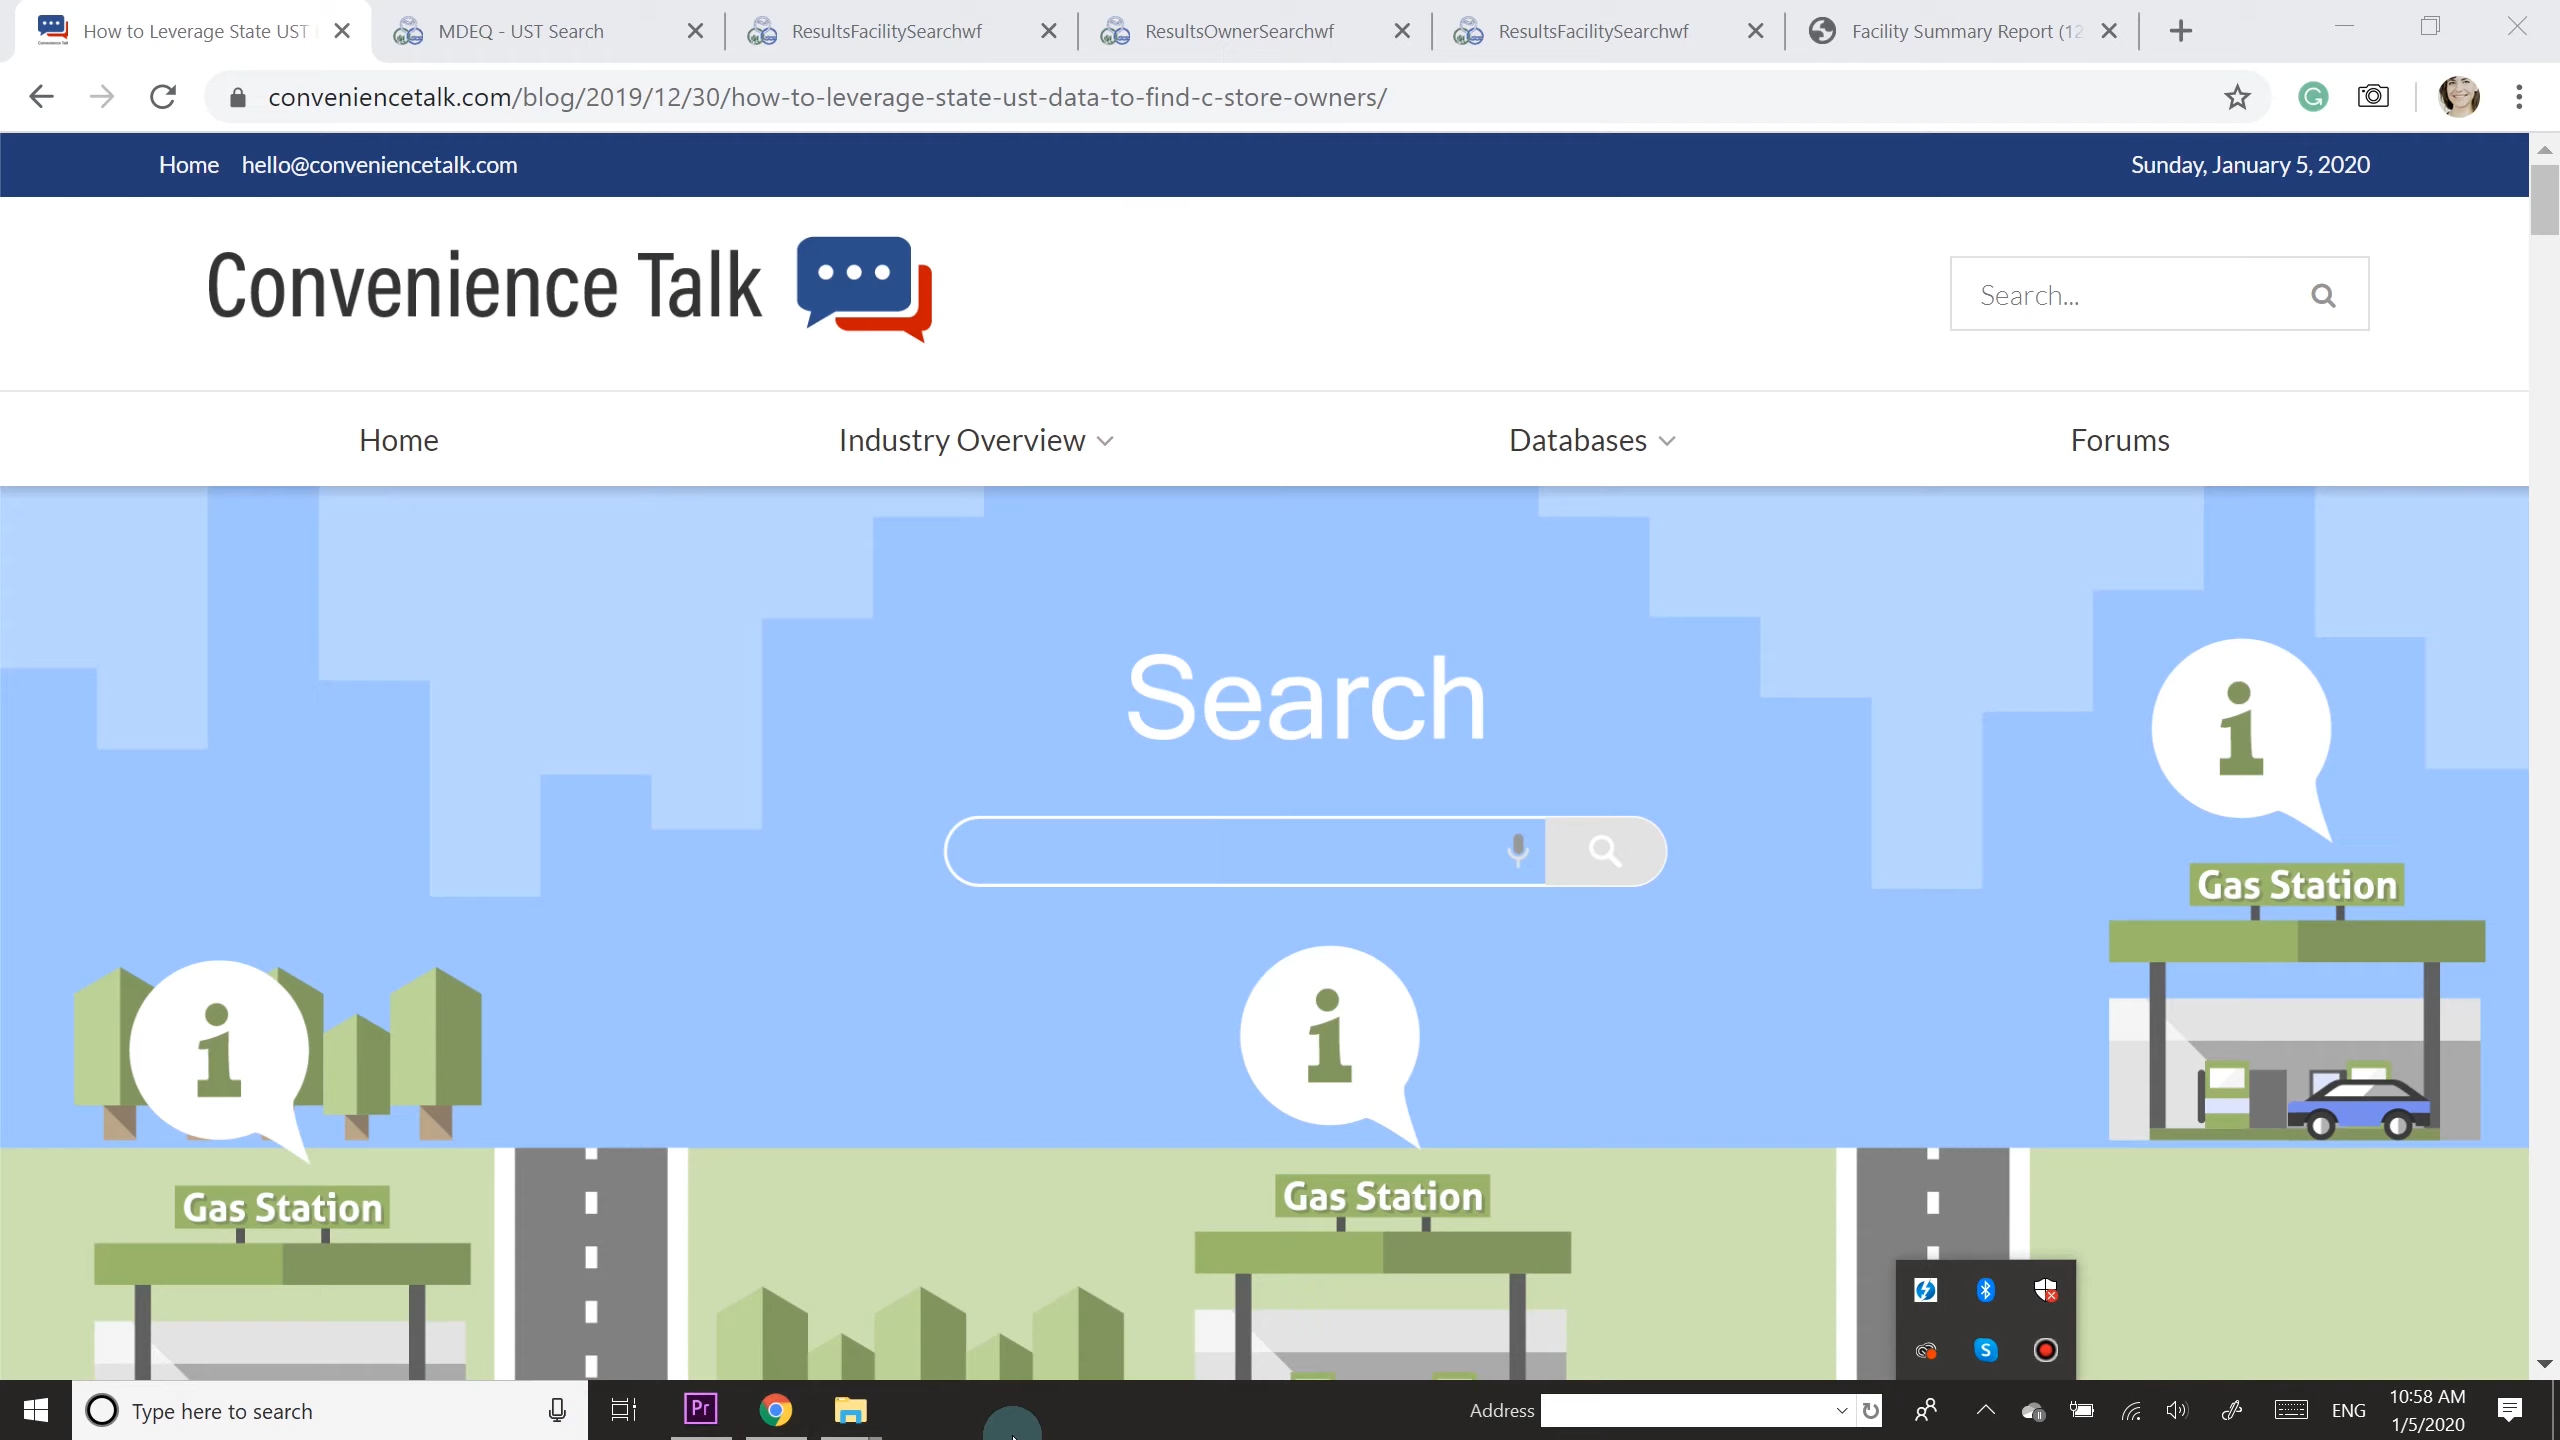 How to Leverage State UST
MDEQ - UST Search
ResultsFacilitySearchwf
ResultsOwnerSearchwf
ResultsFacilitySearchwf
Facility Summary Report (12
conveniencetalk.com/blog/2019/12/30/how-to-leverage-state-ust-data-to-find-c-store-owners/
Home hello@conveniencetalk.com
Sunday, January 5, 2020
Convenience Talk
Search...
Home
Industry Overview
Databases
Forums
Search
Gas Station
Gas Station
Gas Station
Type here to search
Pr
Address
ENG
10:58 AM
1/5/2020